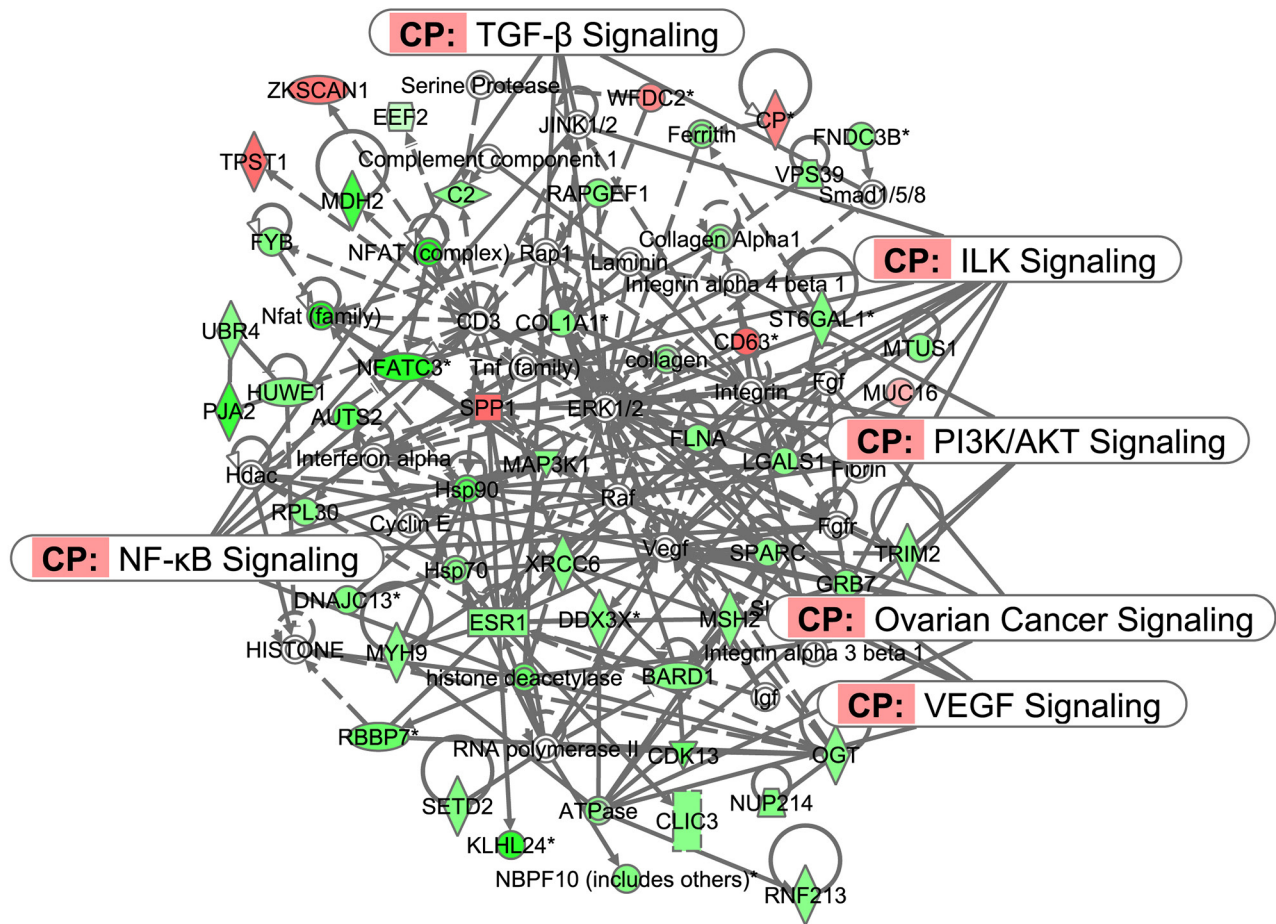 CP: TGF-β Signaling
ZKSCAN1
Serine Protease
WFDC2*
EEF2
JINK1/2
Ferritin
CP*
FNDC3B*
TPST1
Complement component 1
VPS39
MDH2
C2
RAPGEF1
Smad1/5/8
FYB
NFAT (complex)
Rap1
Laminin
Collagen Alpha1
CP: ILK Signaling
Integrin alpha 4 beta 1
Nfat (family)
CD3
COL1A1*
ST6GAL1*
UBR4
CD63*
MTUS1
NFATC3*
Tnf (family)
collagen
Integrin
Fgf
HUWE1
MUC16
PJA2
AUTS2
SPP1
ERK1/2
FLNA
CP: PI3K/AKT Signaling
Hdac
Interferon alpha
MAP3K1
LGALS1
Fibrin
Hsp90
Raf
RPL30
Cyclin E
Fgfr
CP: NF-κB Signaling
Vegf
SPARC
TRIM2
Hsp70
XRCC6
GRB7
DNAJC13*
ESR1
DDX3X*
MSH2
CP: Ovarian Cancer Signaling
HISTONE
MYH9
Integrin alpha 3 beta 1
histone deacetylase
BARD1
Igf
CP: VEGF Signaling
RBBP7*
RNA polymerase II
CDK13
OGT
SETD2
ATPase
CLIC3
NUP214
KLHL24*
NBPF10 (includes others)*
RNF213